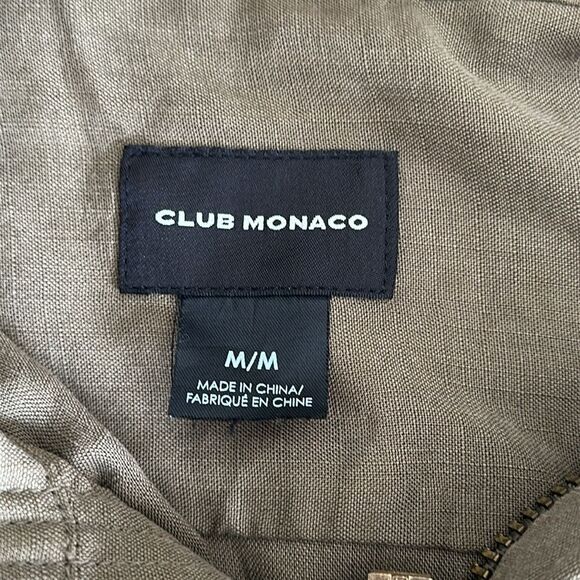 CLUB MONACO
M/M
MADE IN CHINA/
FABRIQUÉ EN CHINE